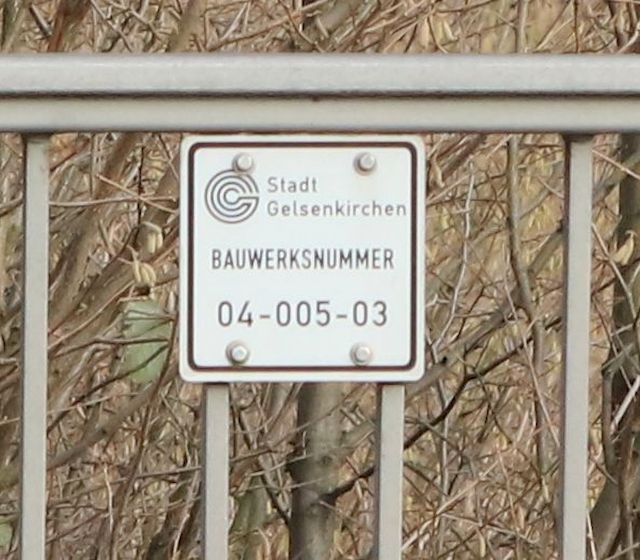 Stadt
Gelsenkirchen
BAUWERKSNUMMER
04-005-03